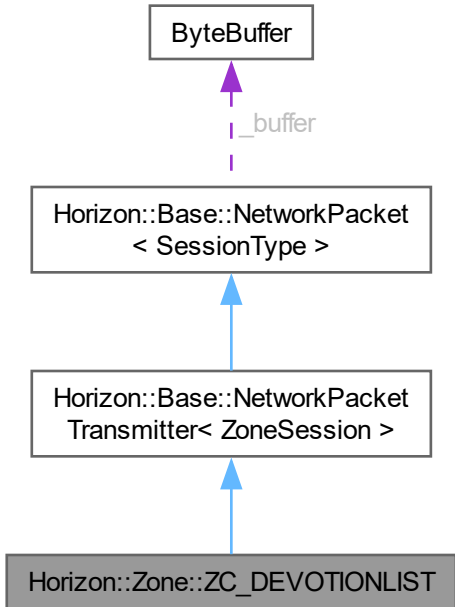 ByteBuffer
_buffer
Horizon::Base::NetworkPacket
< SessionType >
Horizon::Base::NetworkPacket
Transmitter< ZoneSession >
Horizon::Zone::ZC_DEVOTIONLIST